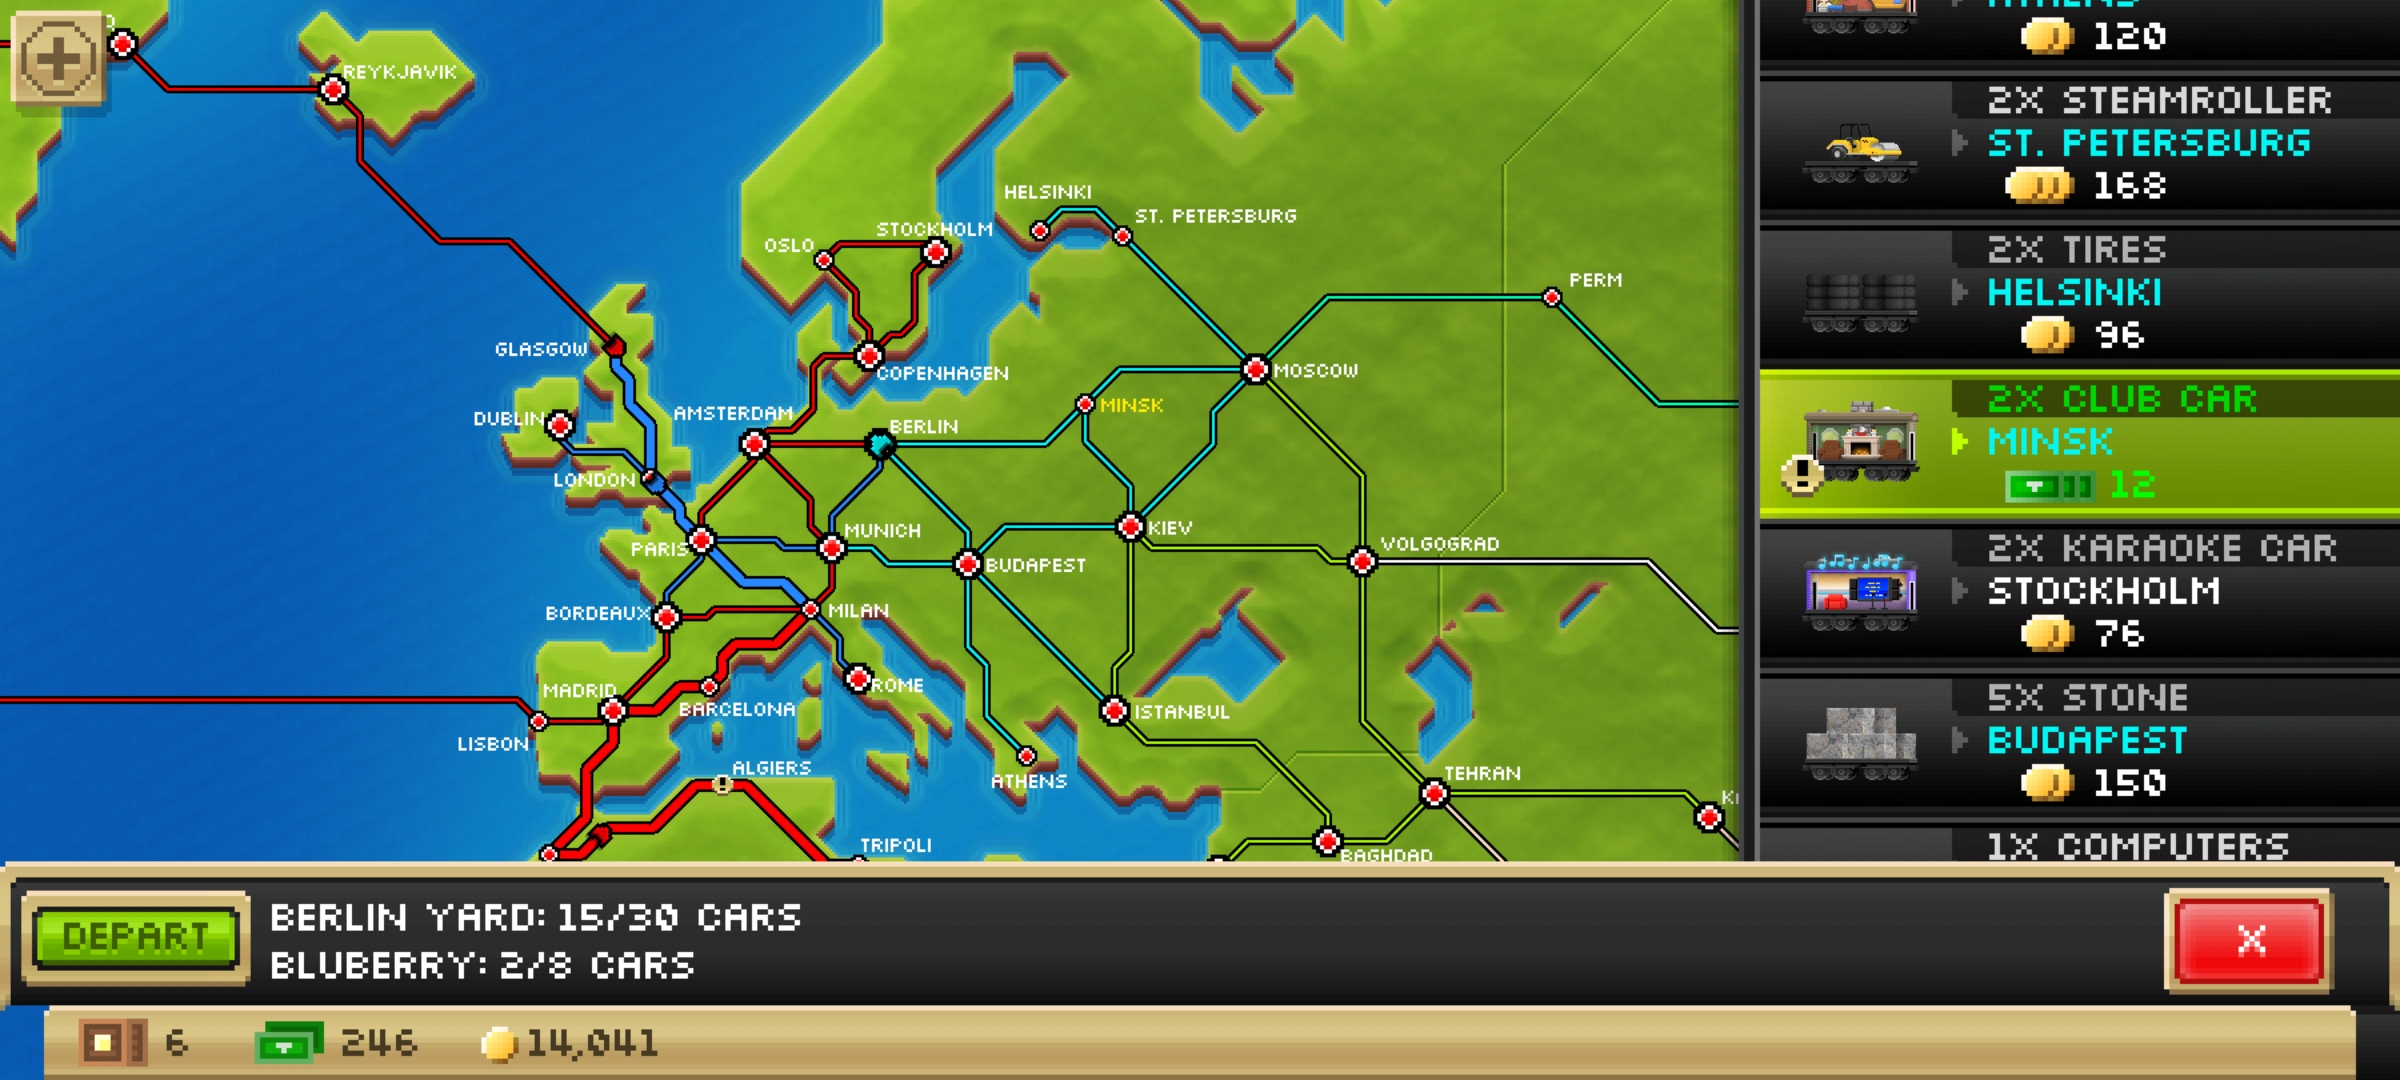 REYKJAVIK
HELSINKI
ST. PETERSBURG
STOCKHOLM
OSLO
PERM
GLASGOW
COPENHAGEN
MOSCOW
AMSTERDAM
MINSK
DUBLIN
BERLIN
LONDON
MUNICH
KIEV
PARIS
VOLGOGRAD
BUDAPEST
BORDEAUX
MILAN
MADRID
ROME
BARCELONA
ISTANBUL
LISBON
ALGIERS
ATHENS
TEHRAN
TRIPOLI
BAGHDAD
ATHENS
120
2X STEAMROLLER
ST. PETERSBURG
168
2X TIRES
HELSINKI
96
2X CLUB CAR
MINSK
12
2X KARAOKE CAR
STOCKHOLM
76
5X STONE
BUDAPEST
150
1X COMPUTERS
DEPART
BERLIN YARD: 15/30 CARS
BLUBERRY: 2/8 CARS
X
6
246
14,041